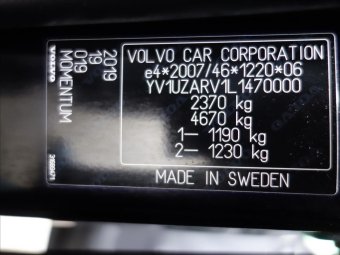 VOLVO CAR CORPORATION
e4*2007/46*1220*06
YV1UZARV1L1470000
2370 kg
4670 kg
1- 1190 kg
2- 1230 kg
MADE IN SWEDEN
2019
19
019
MOMENTUM
VOLVO